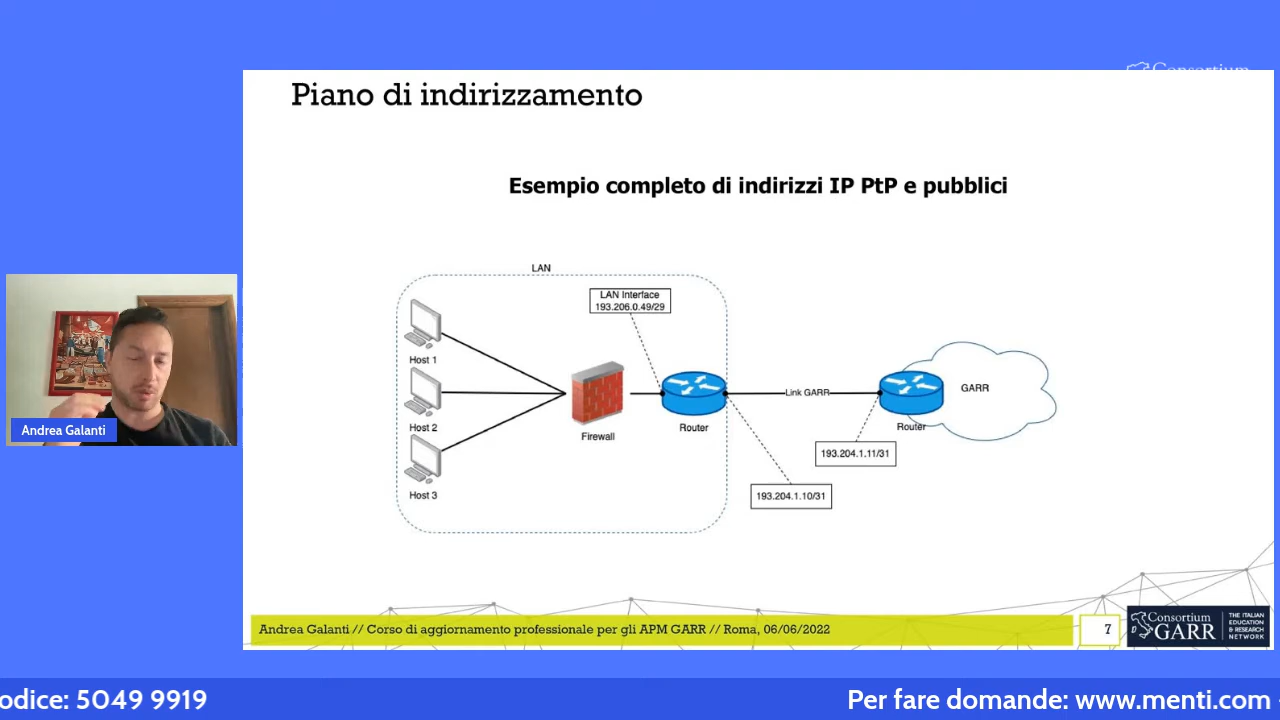 Consortium
Piano di indirizzamento
Esempio completo di indirizzi IP PtP e pubblici
LAN
LAN Interface
193.206.0.49/29
Host 1
Host 2
Host 3
Firewall
Router
Link GARR
Router
GARR
193.204.1.11/31
193.204.1.10/31
Andrea Galanti
Andrea Galanti // Corso di aggiornamento professionale per gli APM GARR // Roma, 06/06/2022
7
Consortium
GARR
THE ITALIAN
EDUCATION
& RESEARCH
NETWORK
odice: 5049 9919
Per fare domande: www.menti.com